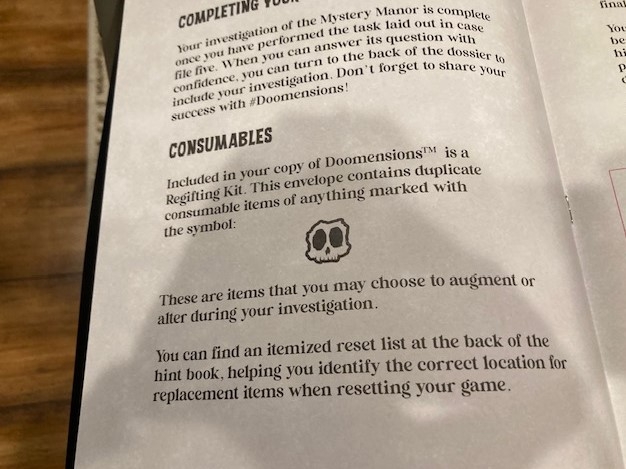 COMPLETING
Your investigation of the Mystery Manor is complete
once you have performed the task laid out in case
file five. When you can answer its question with
confidence, you can turn to the back of the dossier to
include your investigation. Don't forget to share your
success with #Doomensions!
CONSUMABLES
Included in your copy of Doomensions™ is a
Regifting Kit. This envelope contains duplicate
consumable items of anything marked with
the symbol:
These are items that you may choose to augment or
alter during your investigation.
You can find an itemized reset list at the back of the
hint book, helping you identify the correct location for
replacement items when resetting your game.